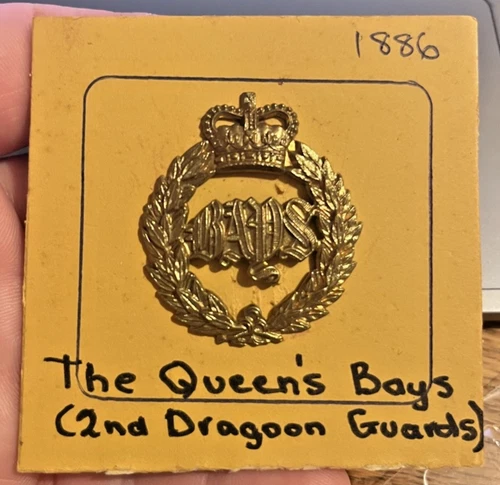 1886
BAYS
The Queen's Bays
(2nd Dragoon Guards)